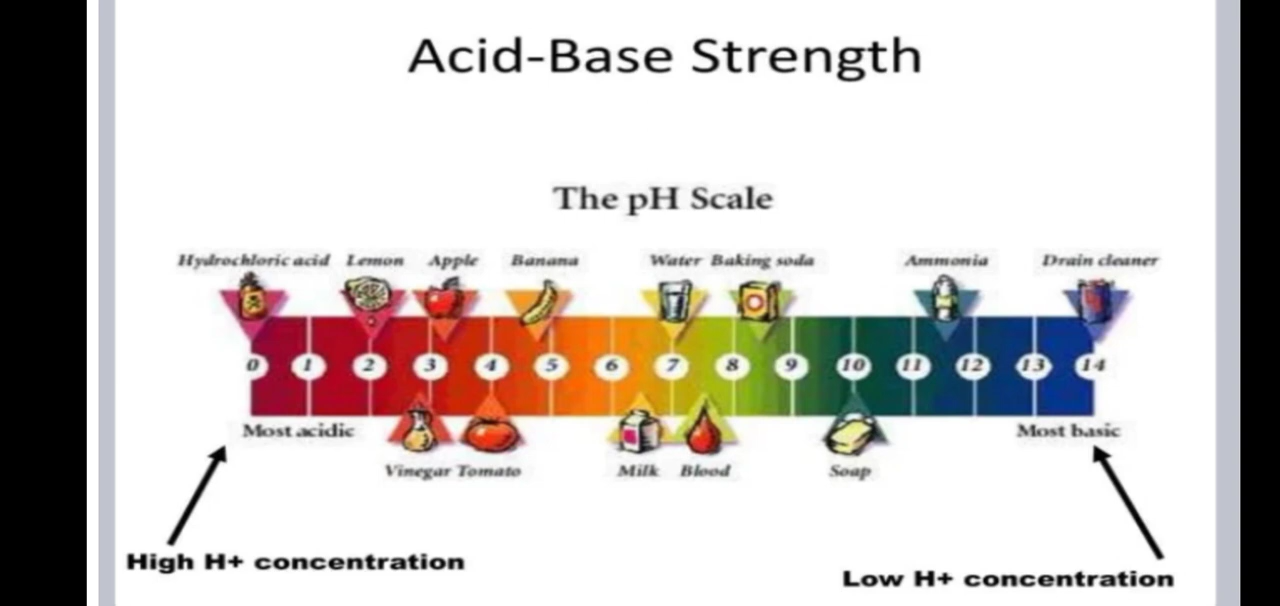 Acid-Base Strength
The pH Scale
Hydrochloric acid Lemon Apple Banana Water Baking soda Ammonia Drain cleaner
0 1 2 3 4 5 6 7 8 9 10 11 12 13 14
Most acidic Most basic
Vinegar Tomato Milk Blood Soap
High H+ concentration
Low H+ concentration